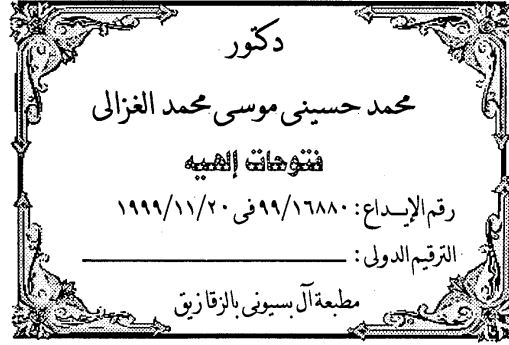 دكتور
محمد حسيني موسى محمد الغزالى
فتوحات إلهيه
رقم الإيداع : ٩٩/١٦٨٨٠ فى ١٩٩٩/١١/٢٠
الترقيم الدولى :
مطبعة آل بسيونى بالزقازيق